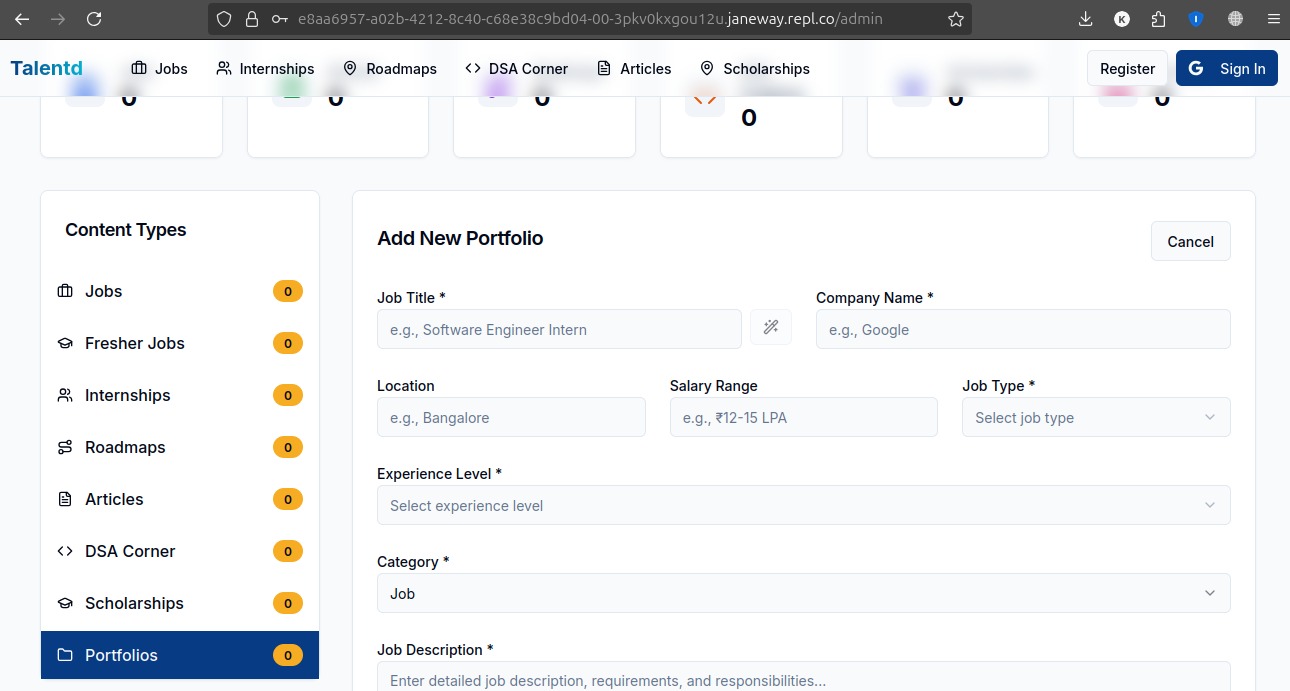 e8aa6957-a02b-4212-8c40-c68e38c9bd04-00-3pkv0kxgou12u.janeway.repl.co/admin
K
Talentd
Jobs
Internships
Roadmaps
DSA Corner
Articles
Scholarships
Register
G Sign In
0
0
0
0
0
0
Content Types
Jobs 0
Fresher Jobs 0
Internships 0
Roadmaps 0
Articles 0
DSA Corner 0
Scholarships 0
Portfolios 0
Add New Portfolio
Cancel
Job Title *
e.g., Software Engineer Intern
Company Name *
e.g., Google
Location
e.g., Bangalore
Salary Range
e.g., ₹12-15 LPA
Job Type *
Select job type
Experience Level *
Select experience level
Category *
Job
Job Description *
Enter detailed job description, requirements, and responsibilities...